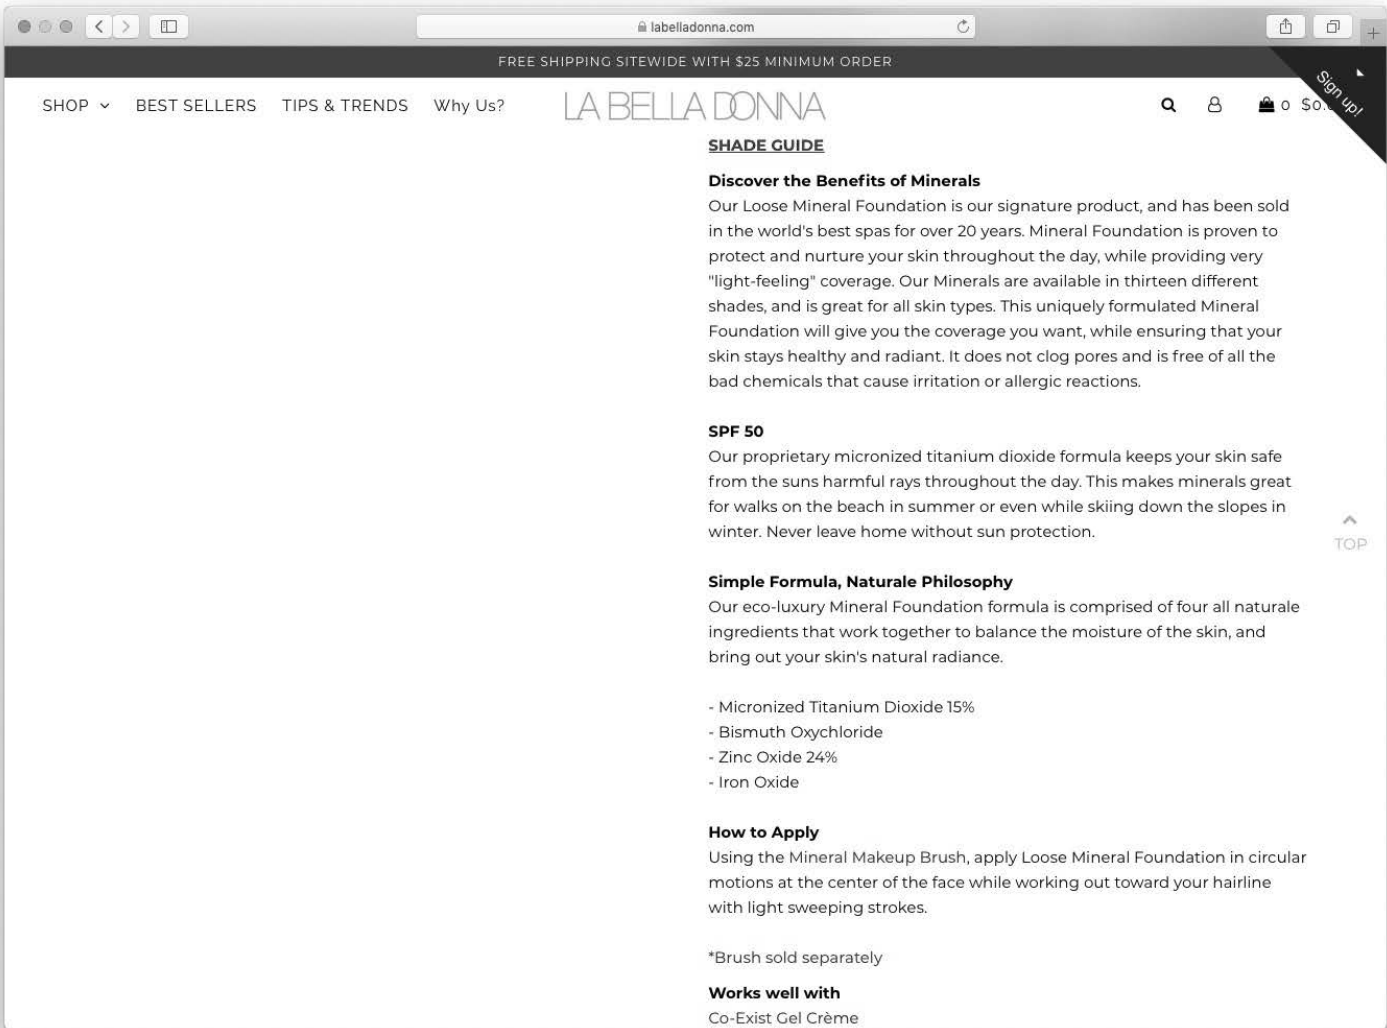 labelladonna.com
FREE SHIPPING SITEWIDE WITH $25 MINIMUM ORDER
Sign up!
SHOP BEST SELLERS TIPS & TRENDS Why Us? LA BELLA DONNA 0 $0.
SHADE GUIDE
Discover the Benefits of Minerals
Our Loose Mineral Foundation is our signature product, and has been sold
in the world's best spas for over 20 years. Mineral Foundation is proven to
protect and nurture your skin throughout the day, while providing very
"light-feeling" coverage. Our Minerals are available in thirteen different
shades, and is great for all skin types. This uniquely formulated Mineral
Foundation will give you the coverage you want, while ensuring that your
skin stays healthy and radiant. It does not clog pores and is free of all the
bad chemicals that cause irritation or allergic reactions.
SPF 50
Our proprietary micronized titanium dioxide formula keeps your skin safe
from the suns harmful rays throughout the day. This makes minerals great
for walks on the beach in summer or even while skiing down the slopes in
winter. Never leave home without sun protection.
TOP
Simple Formula, Naturale Philosophy
Our eco-luxury Mineral Foundation formula is comprised of four all naturale
ingredients that work together to balance the moisture of the skin, and
bring out your skin's natural radiance.
- Micronized Titanium Dioxide 15%
- Bismuth Oxychloride
- Zinc Oxide 24%
- Iron Oxide
How to Apply
Using the Mineral Makeup Brush, apply Loose Mineral Foundation in circular
motions at the center of the face while working out toward your hairline
with light sweeping strokes.
*Brush sold separately
Works well with
Co-Exist Gel Crème